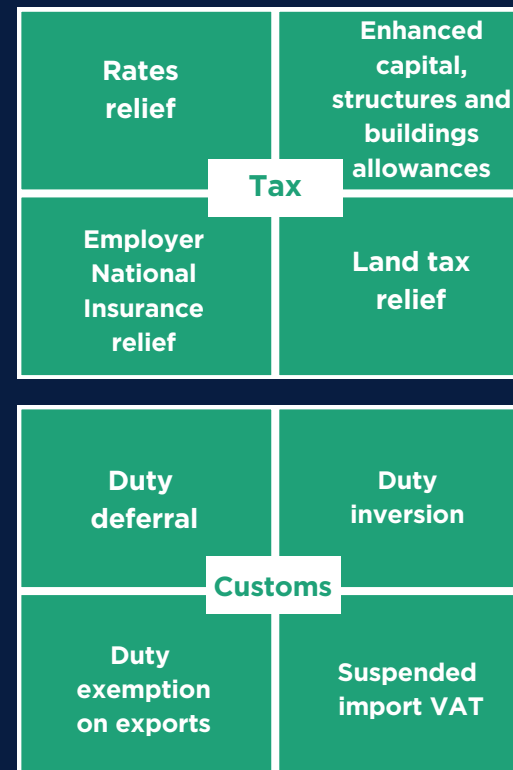 Rates
relief
Enhanced
capital,
structures and
buildings
allowances
Tax
Employer
National
Insurance
relief
Land tax
relief
Duty
deferral
Duty
inversion
Customs
Duty
exemption
on exports
Suspended
import VAT